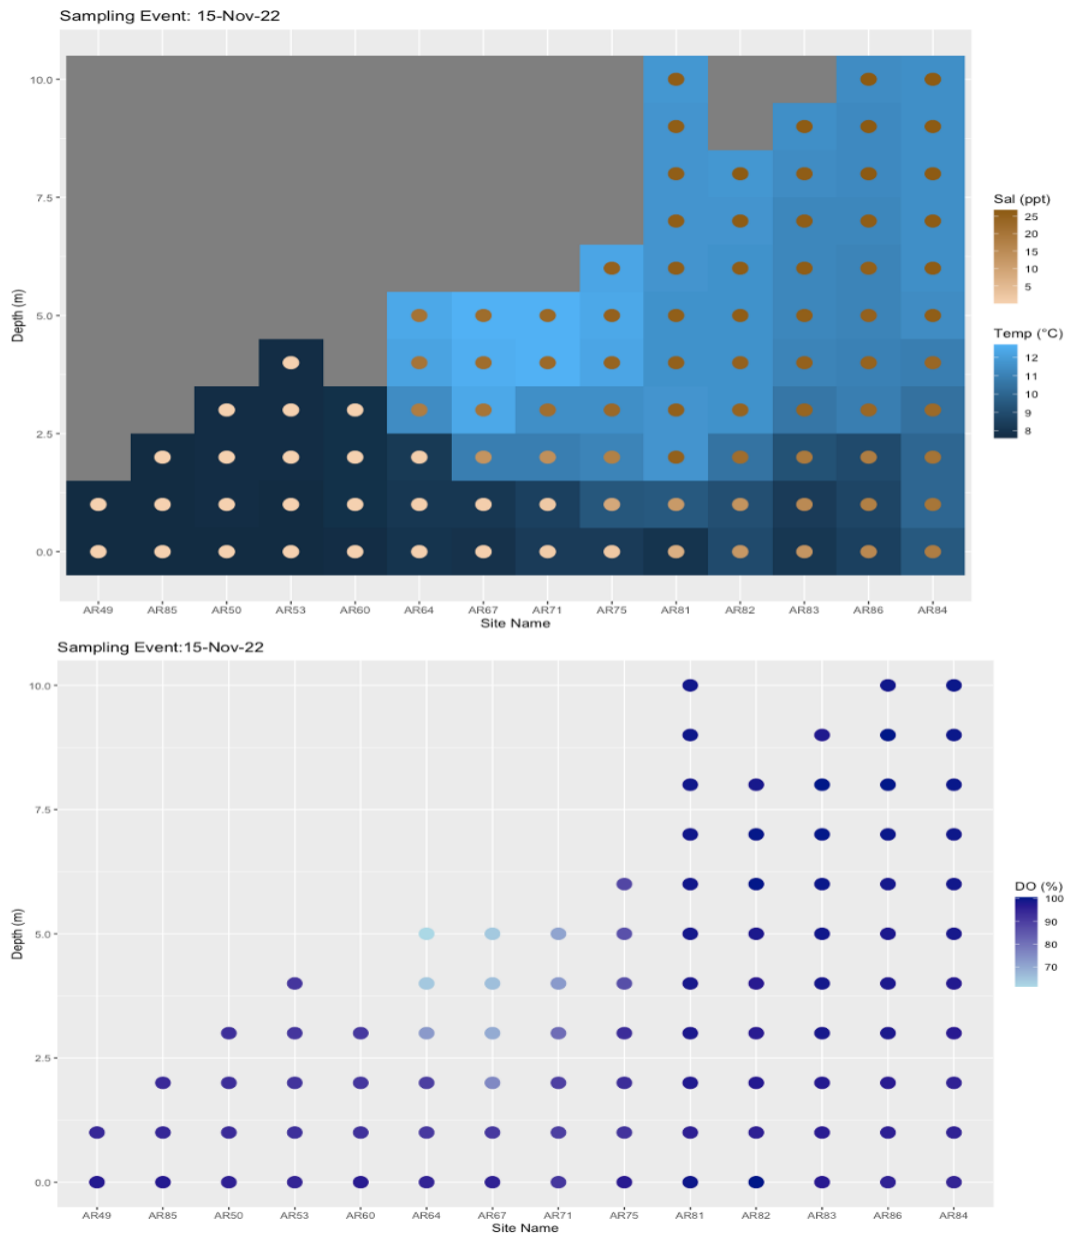 Sampling Event: 15-Nov-22
10.0
7.5
5.0
2.5
0.0
Depth (m)
AR49 AR85 AR50 AR53 AR60 AR64 AR67 AR71 AR75 AR81 AR82 AR83 AR86 AR84
Site Name
Sal (ppt)
25
20
15
10
5
Temp (°C)
12
11
10
9
8
Sampling Event:15-Nov-22
10.0
7.5
5.0
2.5
0.0
Depth (m)
AR49 AR85 AR50 AR53 AR60 AR64 AR67 AR71 AR75 AR81 AR82 AR83 AR86 AR84
Site Name
DO (%)
100
90
80
70